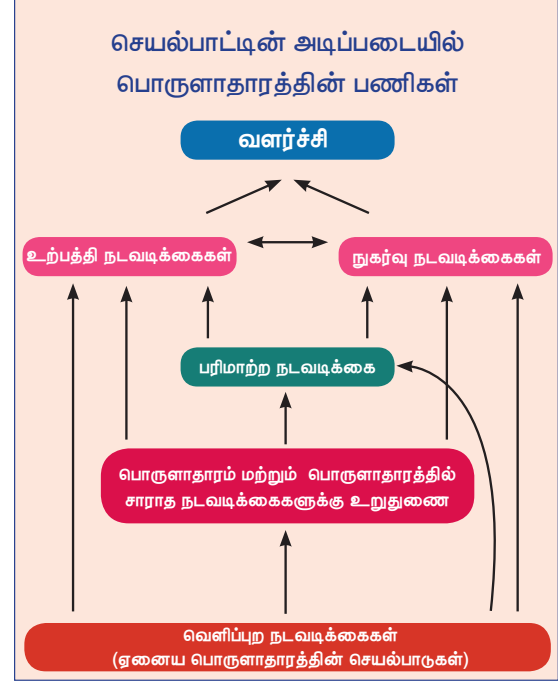 செயல்பாட்டின் அடிப்படையில்
பொருளாதாரத்தின் பணிகள்
வளர்ச்சி
உற்பத்தி நடவடிக்கைகள்
நுகர்வு நடவடிக்கைகள்
பரிமாற்ற நடவடிக்கை
பொருளாதாரம் மற்றும் பொருளாதாரத்தில்
சாராத நடவடிக்கைகளுக்கு உறுதுணை
வெளிப்புற நடவடிக்கைகள்
(ஏனைய பொருளாதாரத்தின் செயல்பாடுகள்)